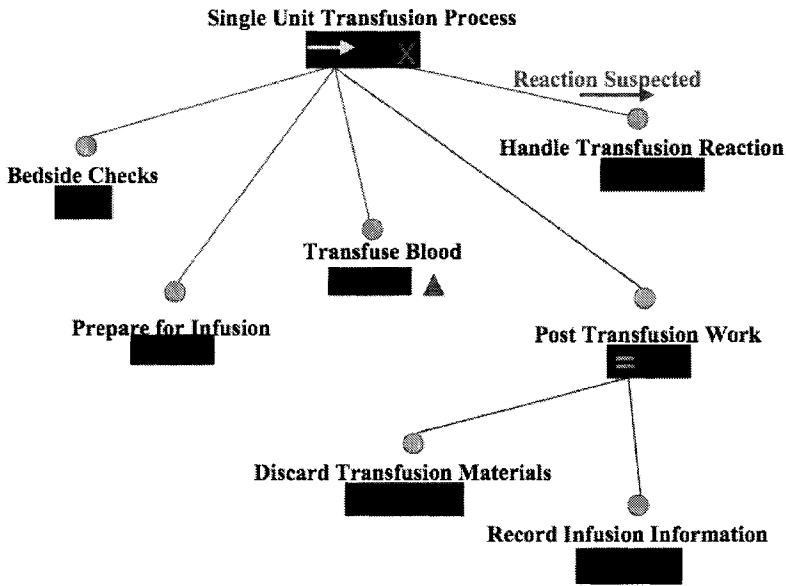 Single Unit Transfusion Process
Reaction Suspected
Handle Transfusion Reaction
Bedside Checks
Transfuse Blood
Prepare for Infusion
Post Transfusion Work
=
Discard Transfusion Materials
Record Infusion Information